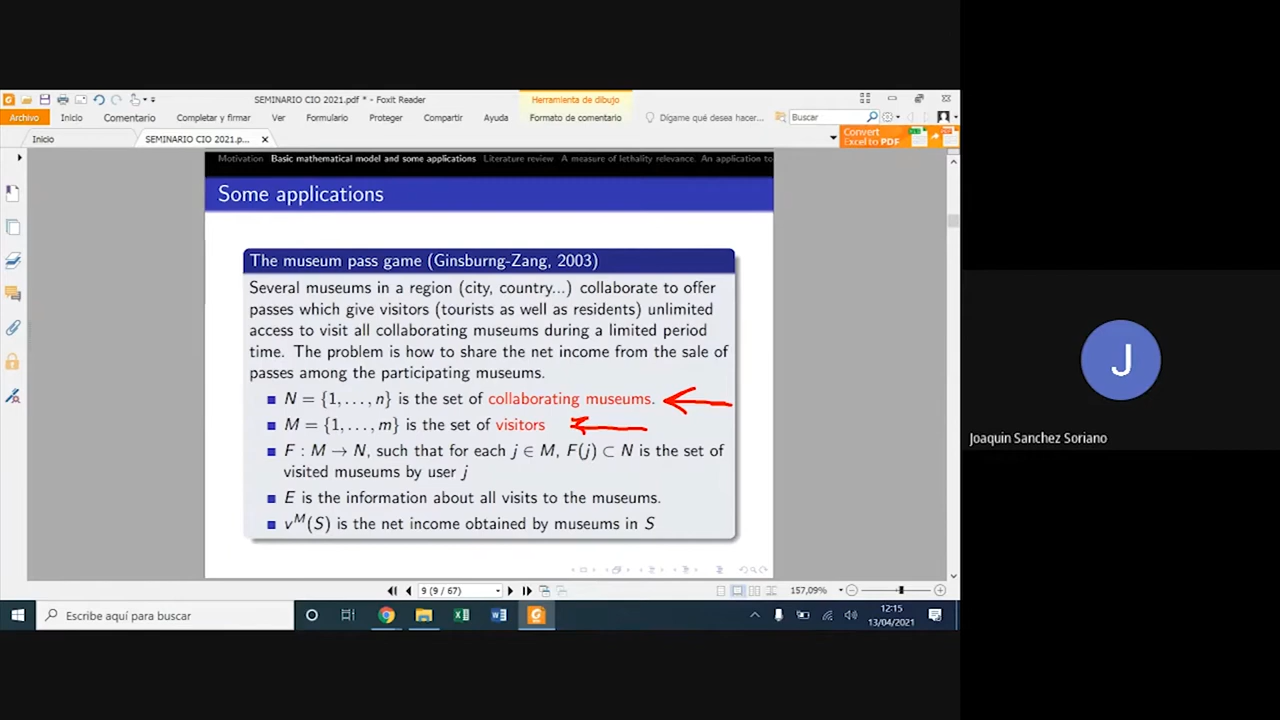 SEMINARIO CIO 2021.pdf * - Foxit Reader
Herramienta de dibujo
Archivo Inicio Comentario Completar y firmar Ver Formulario Proteger Compartir Ayuda Formato de comentario Dígame qué desea hacer... Buscar
Inicio SEMINARIO CIO 2021.p... Convert
Excel to PDF
Motivation Basic mathematical model and some applications Literature review A measure of lethality relevance. An application to
Some applications
The museum pass game (Ginsburng-Zang, 2003)
Several museums in a region (city, country...) collaborate to offer
passes which give visitors (tourists as well as residents) unlimited
access to visit all collaborating museums during a limited period
time. The problem is how to share the net income from the sale of
passes among the participating museums.
N = {1, . . . , n} is the set of collaborating museums.
M = {1, . . . , m} is the set of visitors
F : M → N, such that for each j ∈ M, F(j) ⊂ N is the set of
visited museums by user j
E is the information about all visits to the museums.
v^M(S) is the net income obtained by museums in S
J
Joaquin Sanchez Soriano
9 (9 / 67) 157,09%
Escribe aquí para buscar
12:15
13/04/2021